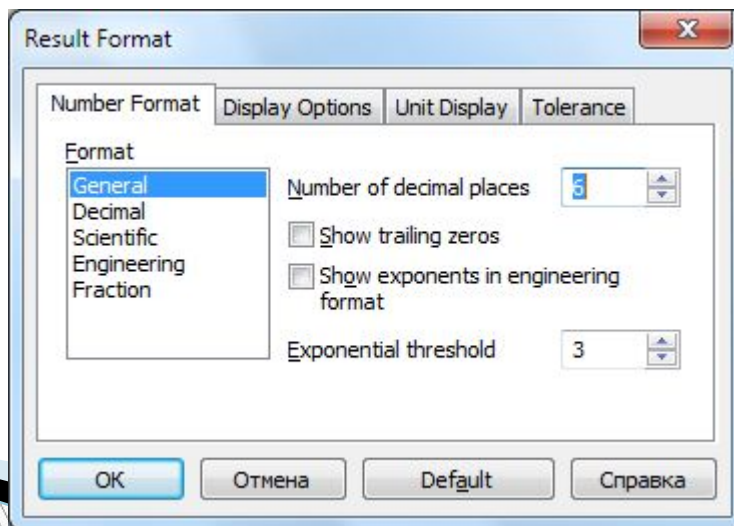 Result Format
Number Format
Display Options
Unit Display
Tolerance
Format
General
Decimal
Scientific
Engineering
Fraction
Number of decimal places
6
Show trailing zeros
Show exponents in engineering
format
Exponential threshold
3
OK
Отмена
Default
Справка